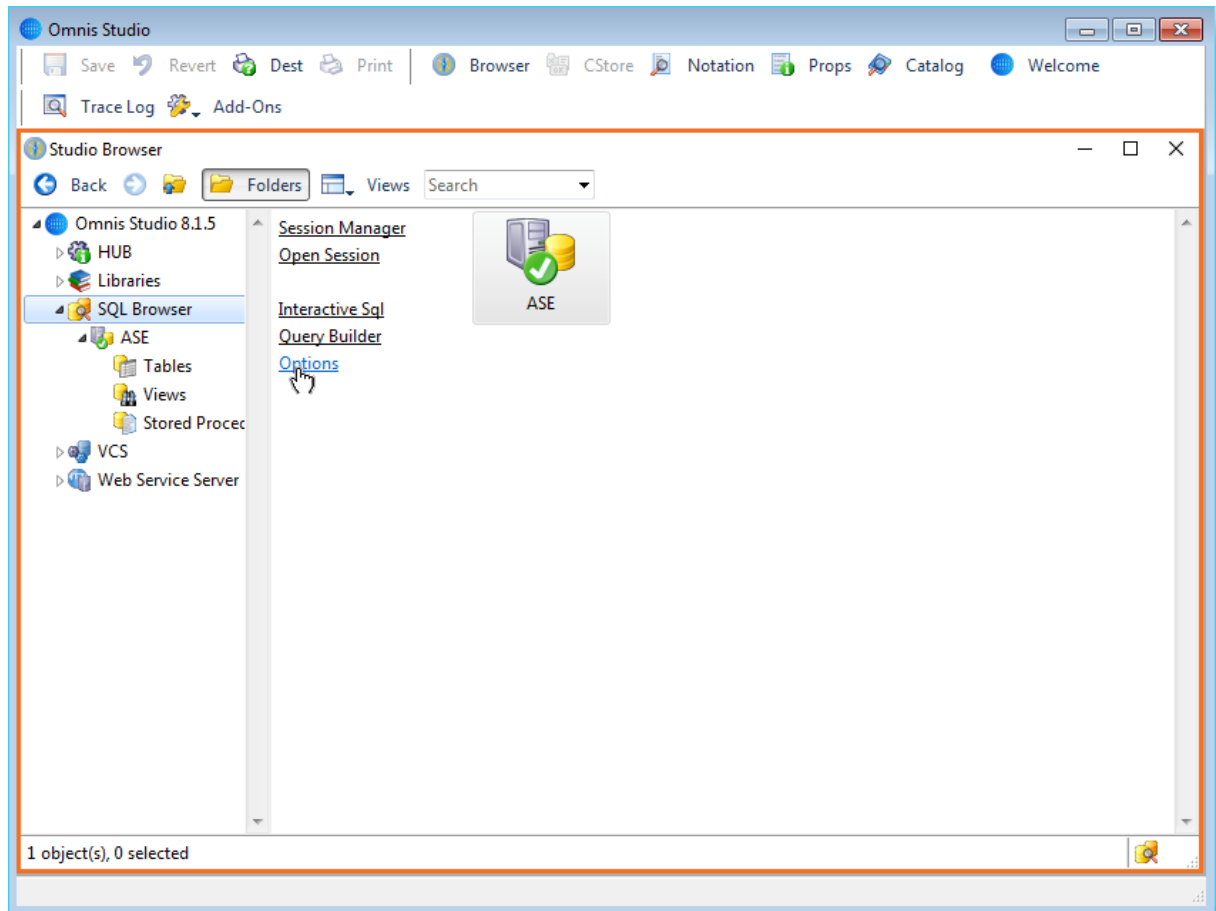 Omnis Studio
Save Revert Dest Print Browser CStore Notation Props Catalog Welcome
Trace Log Add-Ons
Studio Browser
Back Folders Views Search
Omnis Studio 8.1.5
HUB
Libraries
SQL Browser
ASE
Tables
Views
Stored Proced
VCS
Web Service Server
Session Manager
Open Session
Interactive Sql
Query Builder
Options
ASE
1 object(s), 0 selected